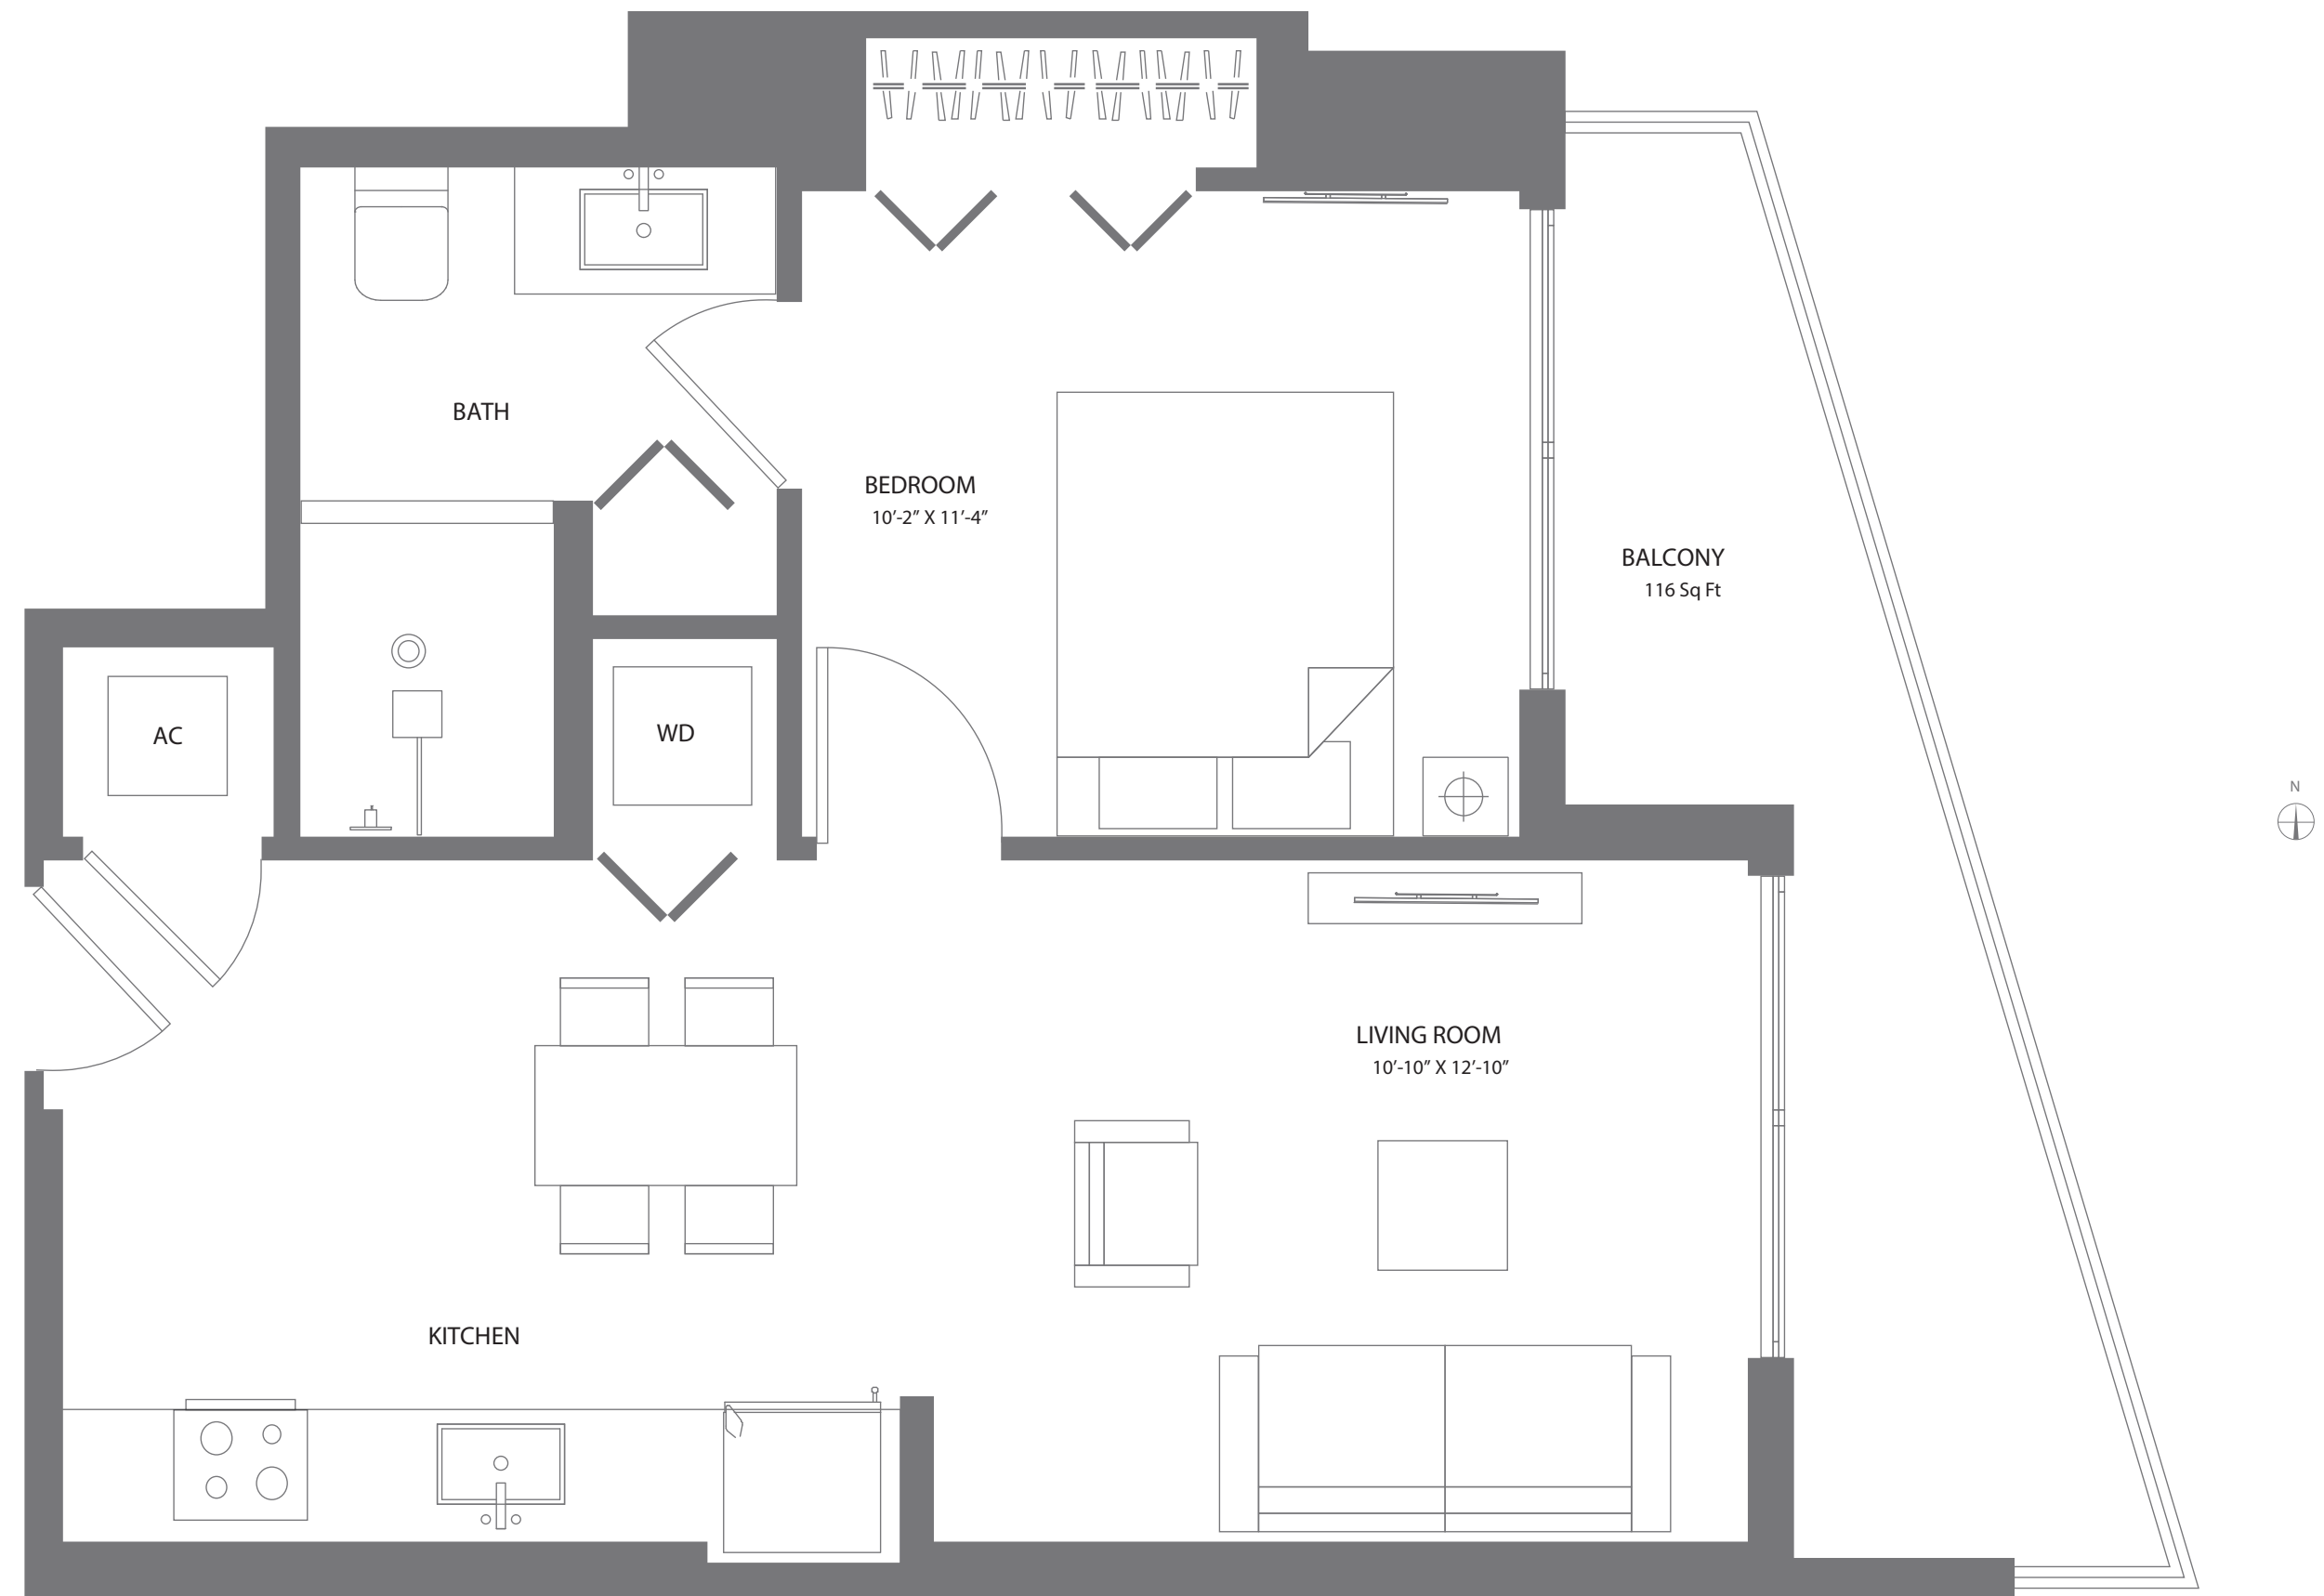 BATH
BEDROOM
10’-2” X 11’-4”
BALCONY
116 Sq Ft
AC
WD
N
LIVING ROOM
10’-10” X 12’-10”
KITCHEN